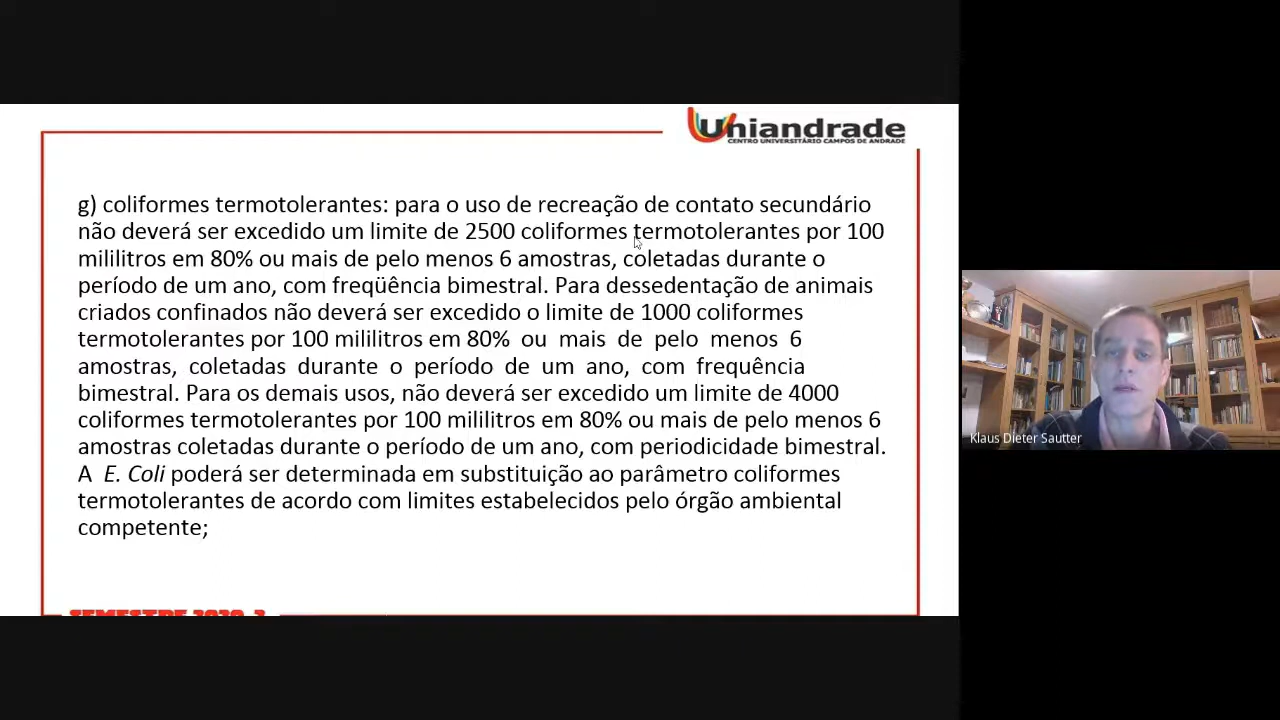 Uniandrade
CENTRO UNIVERSITÁRIO CAMPOS DE ANDRADE
g) coliformes termotolerantes: para o uso de recreação de contato secundário
não deverá ser excedido um limite de 2500 coliformes termotolerantes por 100
mililitros em 80% ou mais de pelo menos 6 amostras, coletadas durante o
período de um ano, com freqüência bimestral. Para dessedentação de animais
criados confinados não deverá ser excedido o limite de 1000 coliformes
termotolerantes por 100 mililitros em 80% ou mais de pelo menos 6
amostras, coletadas durante o período de um ano, com frequência
bimestral. Para os demais usos, não deverá ser excedido um limite de 4000
coliformes termotolerantes por 100 mililitros em 80% ou mais de pelo menos 6
amostras coletadas durante o período de um ano, com periodicidade bimestral.
A E. Coli poderá ser determinada em substituição ao parâmetro coliformes
termotolerantes de acordo com limites estabelecidos pelo órgão ambiental
competente;
Klaus Dieter Sautter
SEMESTRE 2020-2